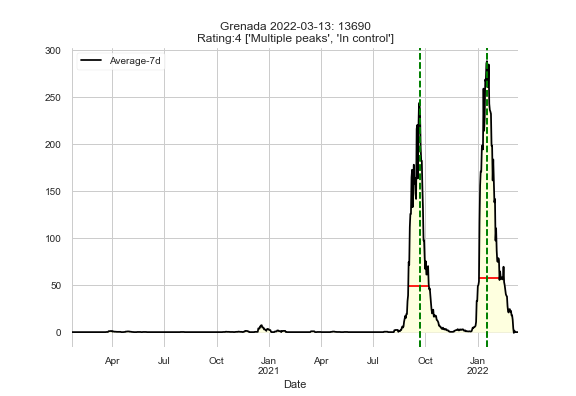 Grenada 2022-03-13: 13690
Rating:4 ['Multiple peaks', 'In control']
Average-7d
300
250
200
150
100
50
0
Apr
Jul
Oct
Jan
2021
Apr
Jul
Oct
Jan
2022
Date